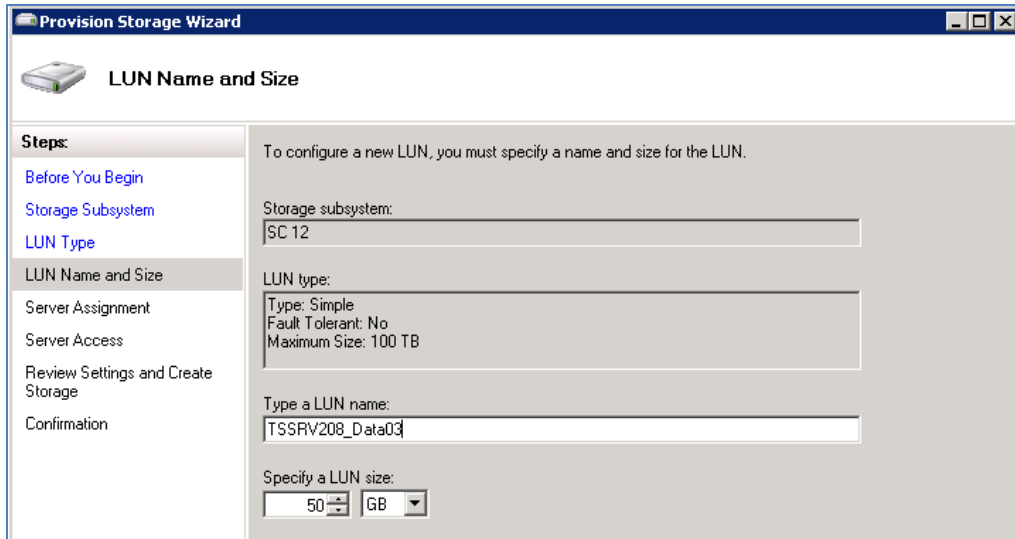 Provision Storage Wizard
LUN Name and Size
Steps:
Before You Begin
Storage Subsystem
LUN Type
LUN Name and Size
Server Assignment
Server Access
Review Settings and Create
Storage
Confirmation
To configure a new LUN, you must specify a name and size for the LUN.
Storage subsystem:
SC 12
LUN type:
Type: Simple
Fault Tolerant: No
Maximum Size: 100 TB
Type a LUN name:
TSSRV208_Data03
Specify a LUN size:
50 GB